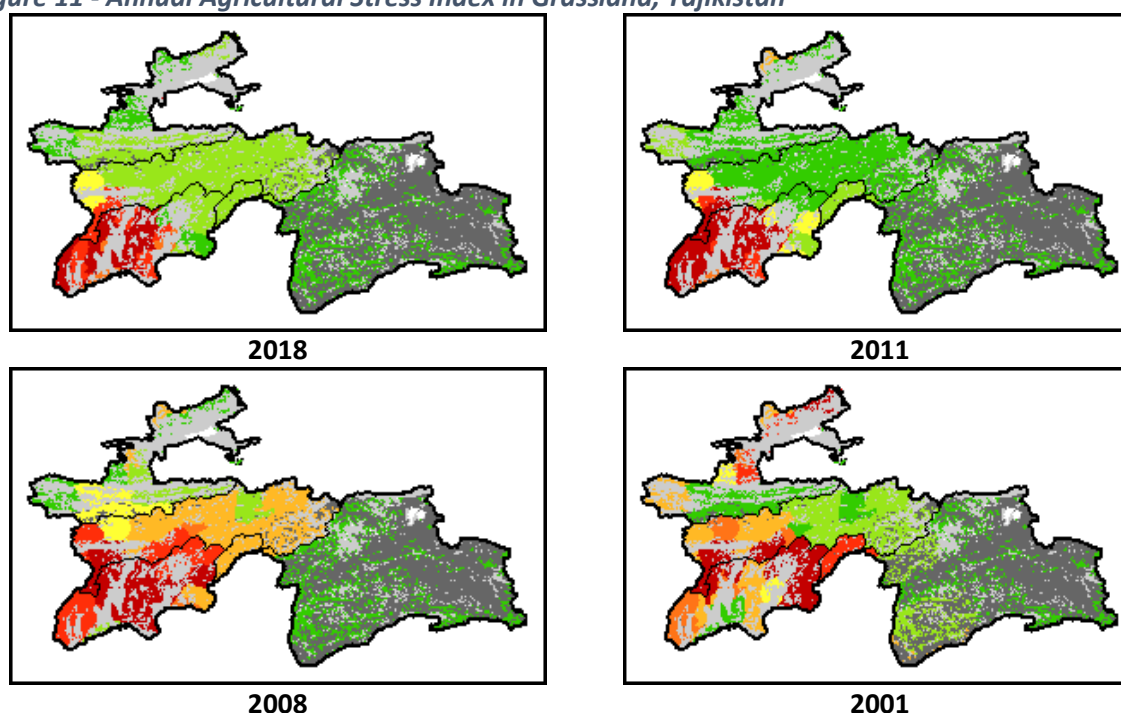 gure 11 - Annual Agricultural Stress Index in Grassland, Tajikistan
2018
2011
2008
2001